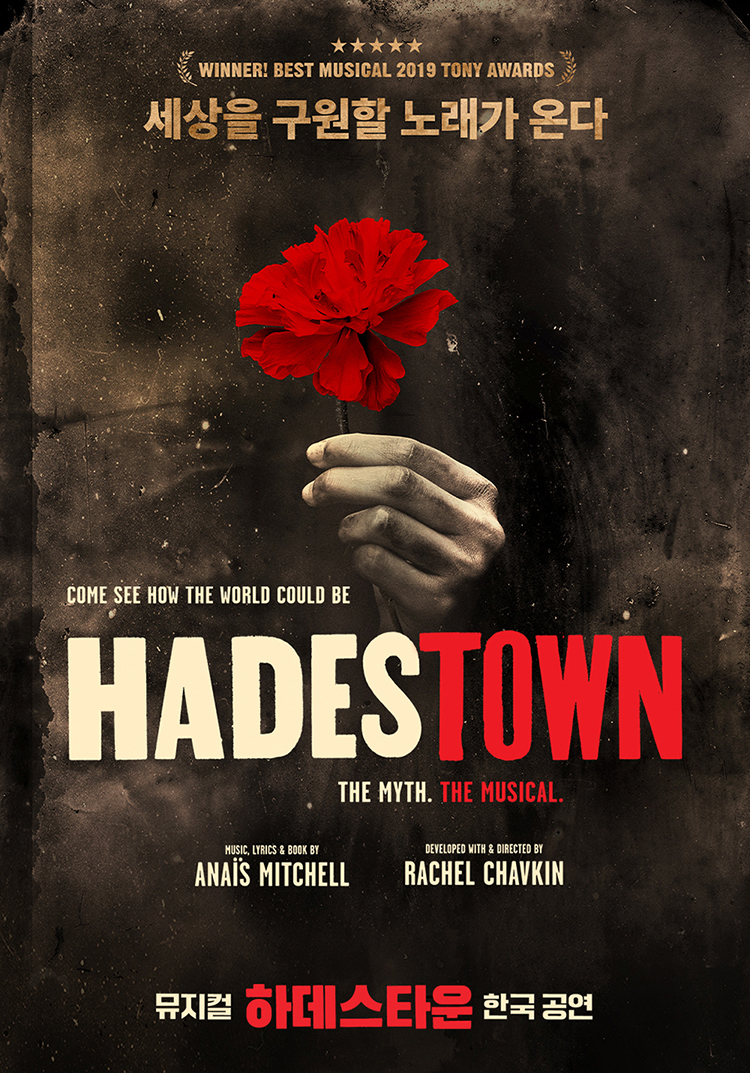 WINNER! BEST MUSICAL 2019 TONY AWARDS
세상을 구원할 노래가 온다
COME SEE HOW THE WORLD COULD BE
HADESTOWN
THE MYTH. THE MUSICAL.
MUSIC, LYRICS & BOOK BY
ANAÏS MITCHELL
DEVELOPED WITH & DIRECTED BY
RACHEL CHAVKIN
뮤지컬 하데스타운 한국 공연